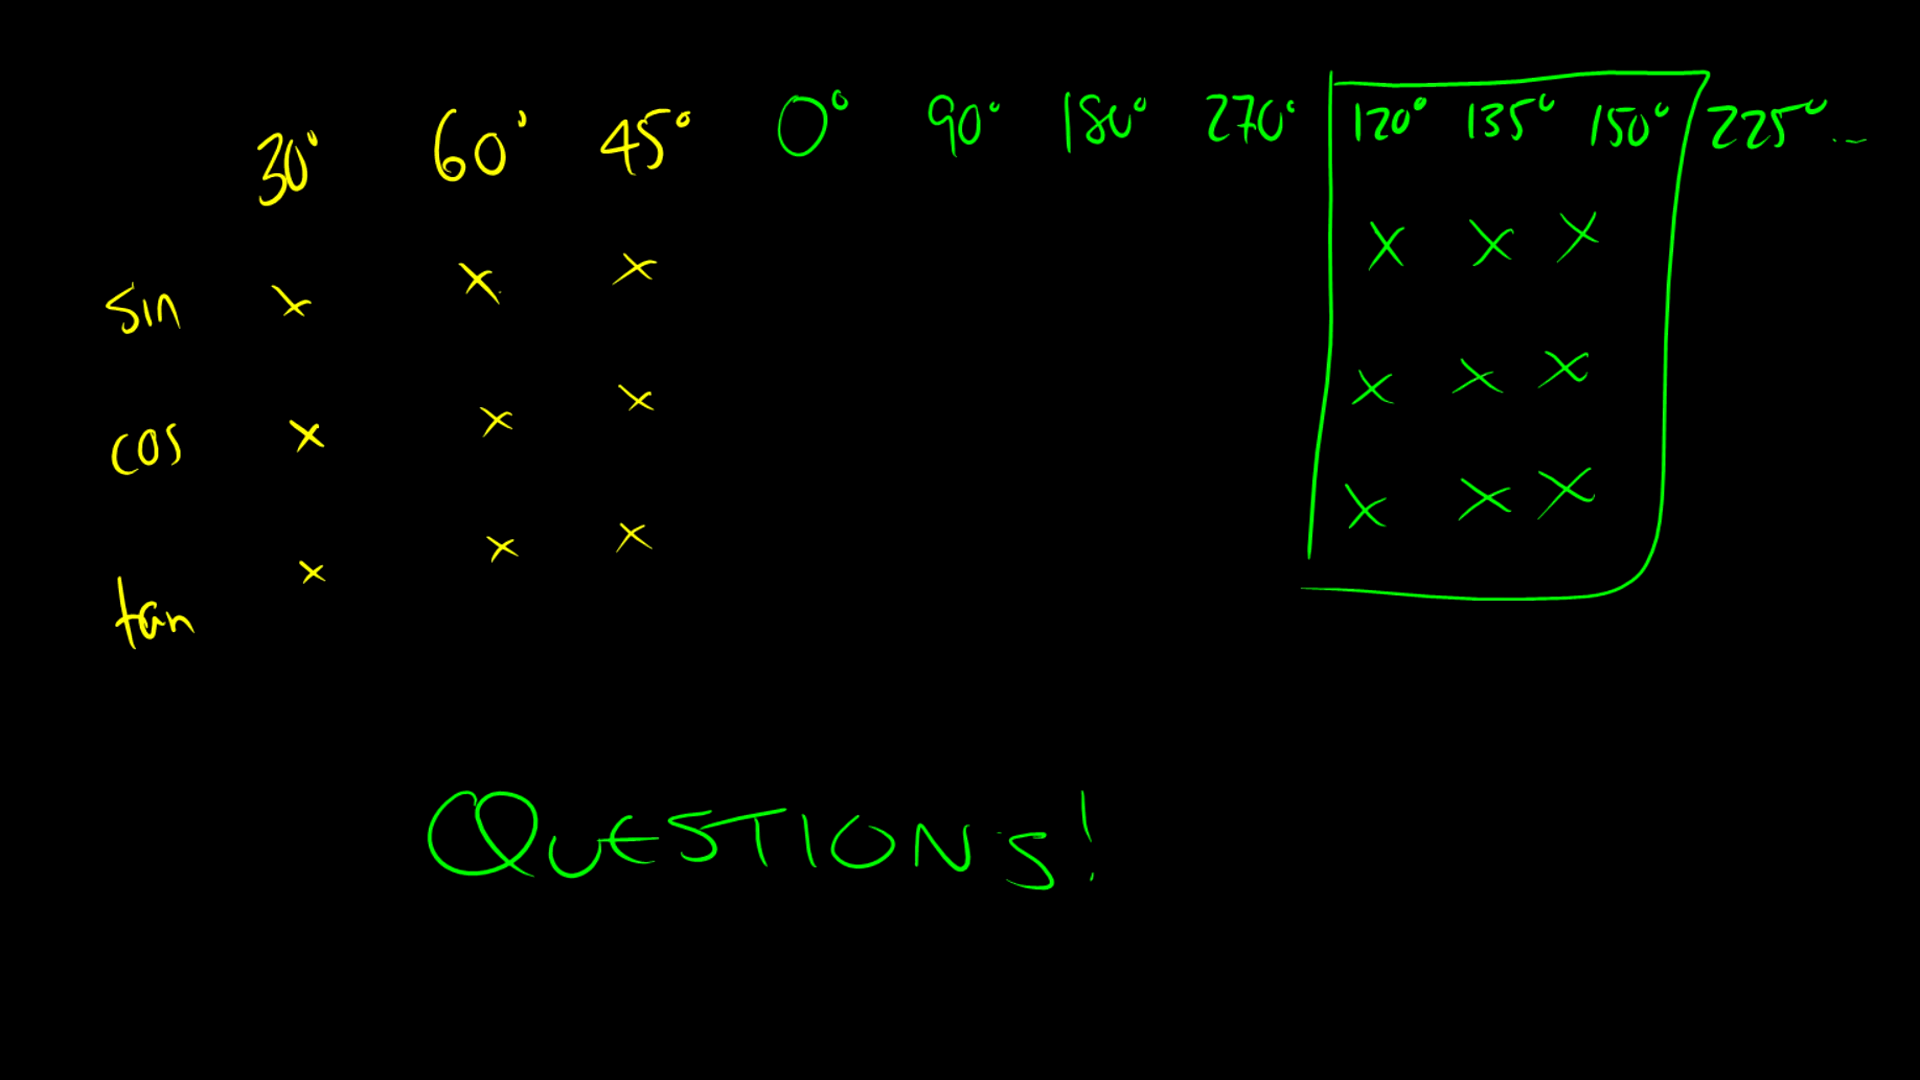 30° 60° 45° 0° 90° 180° 270° 120° 135° 150° 225° ...
sin x x x x x x
cos x x x x x x
tan x x x x x x
QUESTIONS!